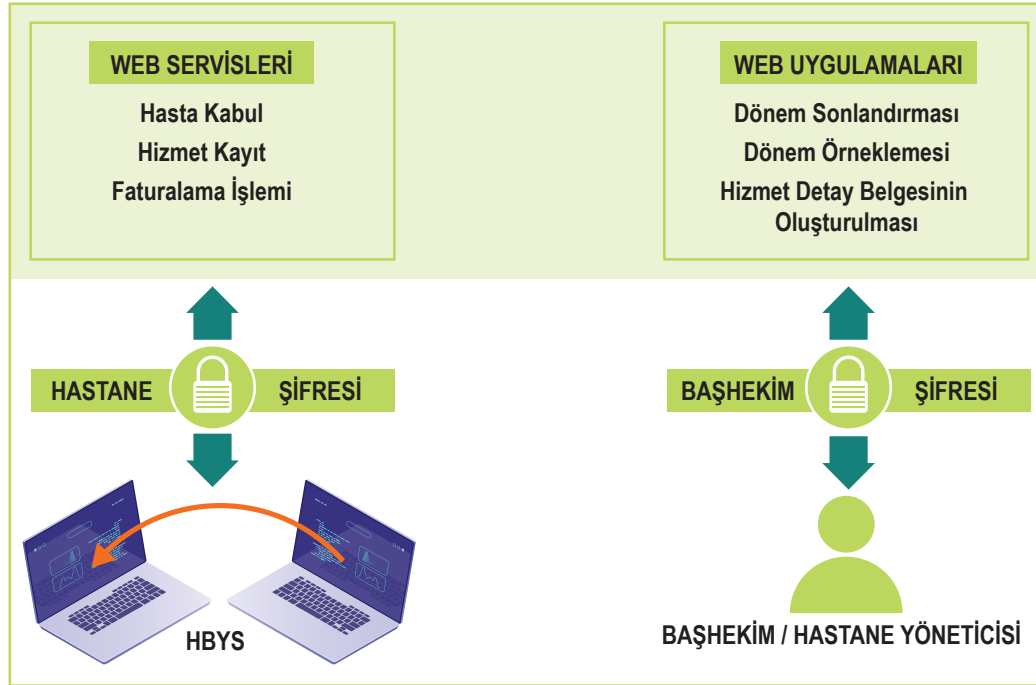 WEB SERVİSLERİ
Hasta Kabul
Hizmet Kayıt
Faturalama İşlemi
WEB UYGULAMALARI
Dönem Sonlandırması
Dönem Örneklemesi
Hizmet Detay Belgesinin
Oluşturulması
HASTANE ŞİFRESİ
BAŞHEKİM ŞİFRESİ
HBYS
BAŞHEKİM / HASTANE YÖNETİCİSİ